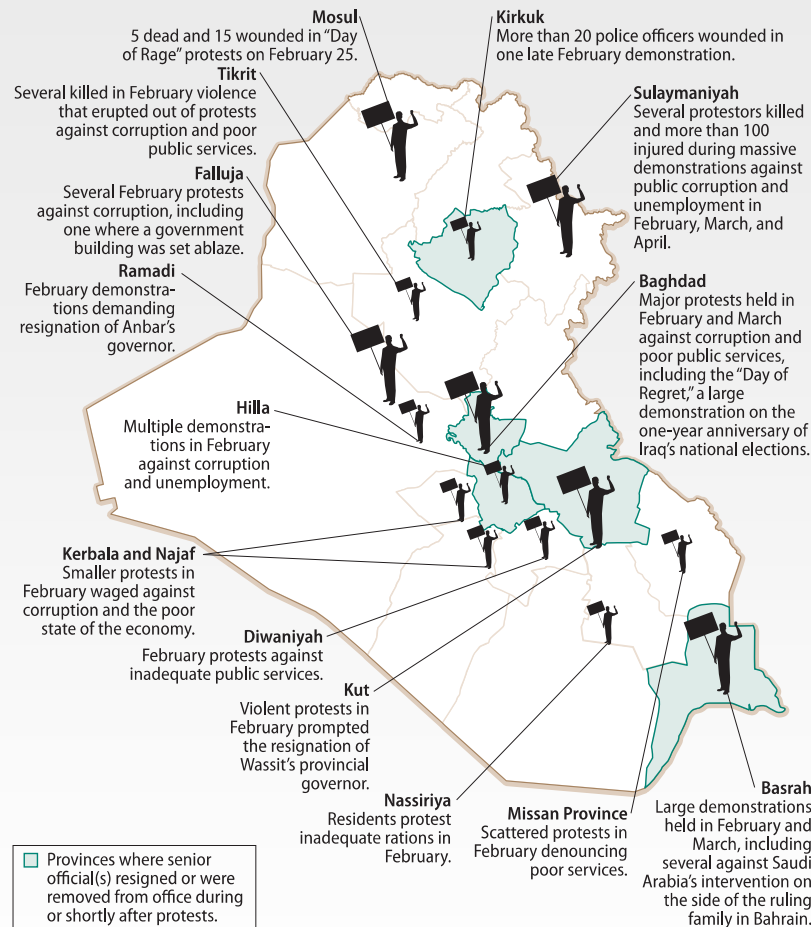 Mosul
5 dead and 15 wounded in “Day
of Rage” protests on February 25.
Kirkuk
More than 20 police officers wounded in
one late February demonstration.
Tikrit
Several killed in February violence
that erupted out of protests
against corruption and poor
public services.
Sulaymaniyah
Several protestors killed
and more than 100
injured during massive
demonstrations against
public corruption and
unemployment in
February, March, and
April.
Falluja
Several February protests
against corruption, including
one where a government
building was set ablaze.
Ramadi
February demonstra-
tions demanding
resignation of Anbar’s
governor.
Baghdad
Major protests held in
February and March
against corruption and
poor public services,
including the “Day of
Regret,” a large
demonstration on the
one-year anniversary of
Iraq’s national elections.
Hilla
Multiple demonstra-
tions in February
against corruption
and unemployment.
Kerbala and Najaf
Smaller protests in
February waged against
corruption and the poor
state of the economy.
Diwaniyah
February protests against
inadequate public services.
Kut
Violent protests in
February prompted
the resignation of
Wassit’s provincial
governor.
Nassiriya
Residents protest
inadequate rations in
February.
Missan Province
Scattered protests in
February denouncing
poor services.
Basrah
Large demonstrations
held in February and
March, including
several against Saudi
Arabia’s intervention on
the side of the ruling
family in Bahrain.
Provinces where senior
official(s) resigned or were
removed from office during
or shortly after protests.